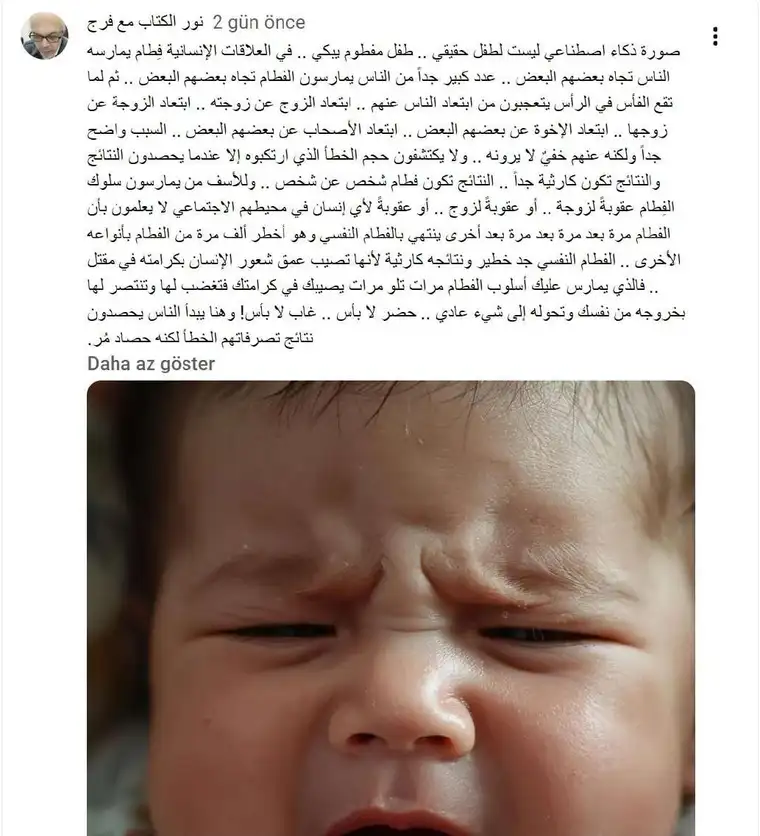 نور الكتاب مع فرج 2 gün önce
صورة ذكاء اصطناعي ليست لطفل حقيقي .. طفل مفطوم يبكي .. في العلاقات الإنسانية فِطام يمارسه
الناس تجاه بعضهم البعض .. عدد كبير جداً من الناس يمارسون الفطام تجاه بعضهم البعض .. ثم لما
تقع الفأس في الرأس يتعجبون من ابتعاد الناس عنهم .. ابتعاد الزوج عن زوجته .. ابتعاد الزوجة عن
زوجها .. ابتعاد الإخوة عن بعضهم البعض .. ابتعاد الأصحاب عن بعضهم البعض .. السبب واضح
جداً ولكنه عنهم خفيٌ لا يرونه .. ولا يكتشفون حجم الخطأ الذي ارتكبوه إلا عندما يحصدون النتائج
والنتائج تكون كارثية جداً .. النتائج تكون فطام شخص عن شخص .. وللأسف من يمارسون سلوك
الفِطام عقوبةً لزوجة .. أو عقوبةً لزوج .. أو عقوبةً لأي إنسان في محيطهم الاجتماعي لا يعلمون بأن
الفطام مرة بعد مرة بعد مرة بعد أخرى ينتهي بالفطام النفسي وهو أخطر ألف مرة من الفطام بأنواعه
الأخرى .. الفطام النفسي جد خطير ونتائجه كارثية لأنها تصيب عمق شعور الإنسان بكرامته في مقتل
.. فالذي يمارس عليك أسلوب الفطام مرات تلو مرات يصيبك في كرامتك فتغضب لها وتنتصر لها
بخروجه من نفسك وتحوله إلى شيء عادي .. حضر لا بأس .. غاب لا بأس! وهنا يبدأ الناس يحصدون
نتائج تصرفاتهم الخطأ لكنه حصاد مُر.
Daha az göster